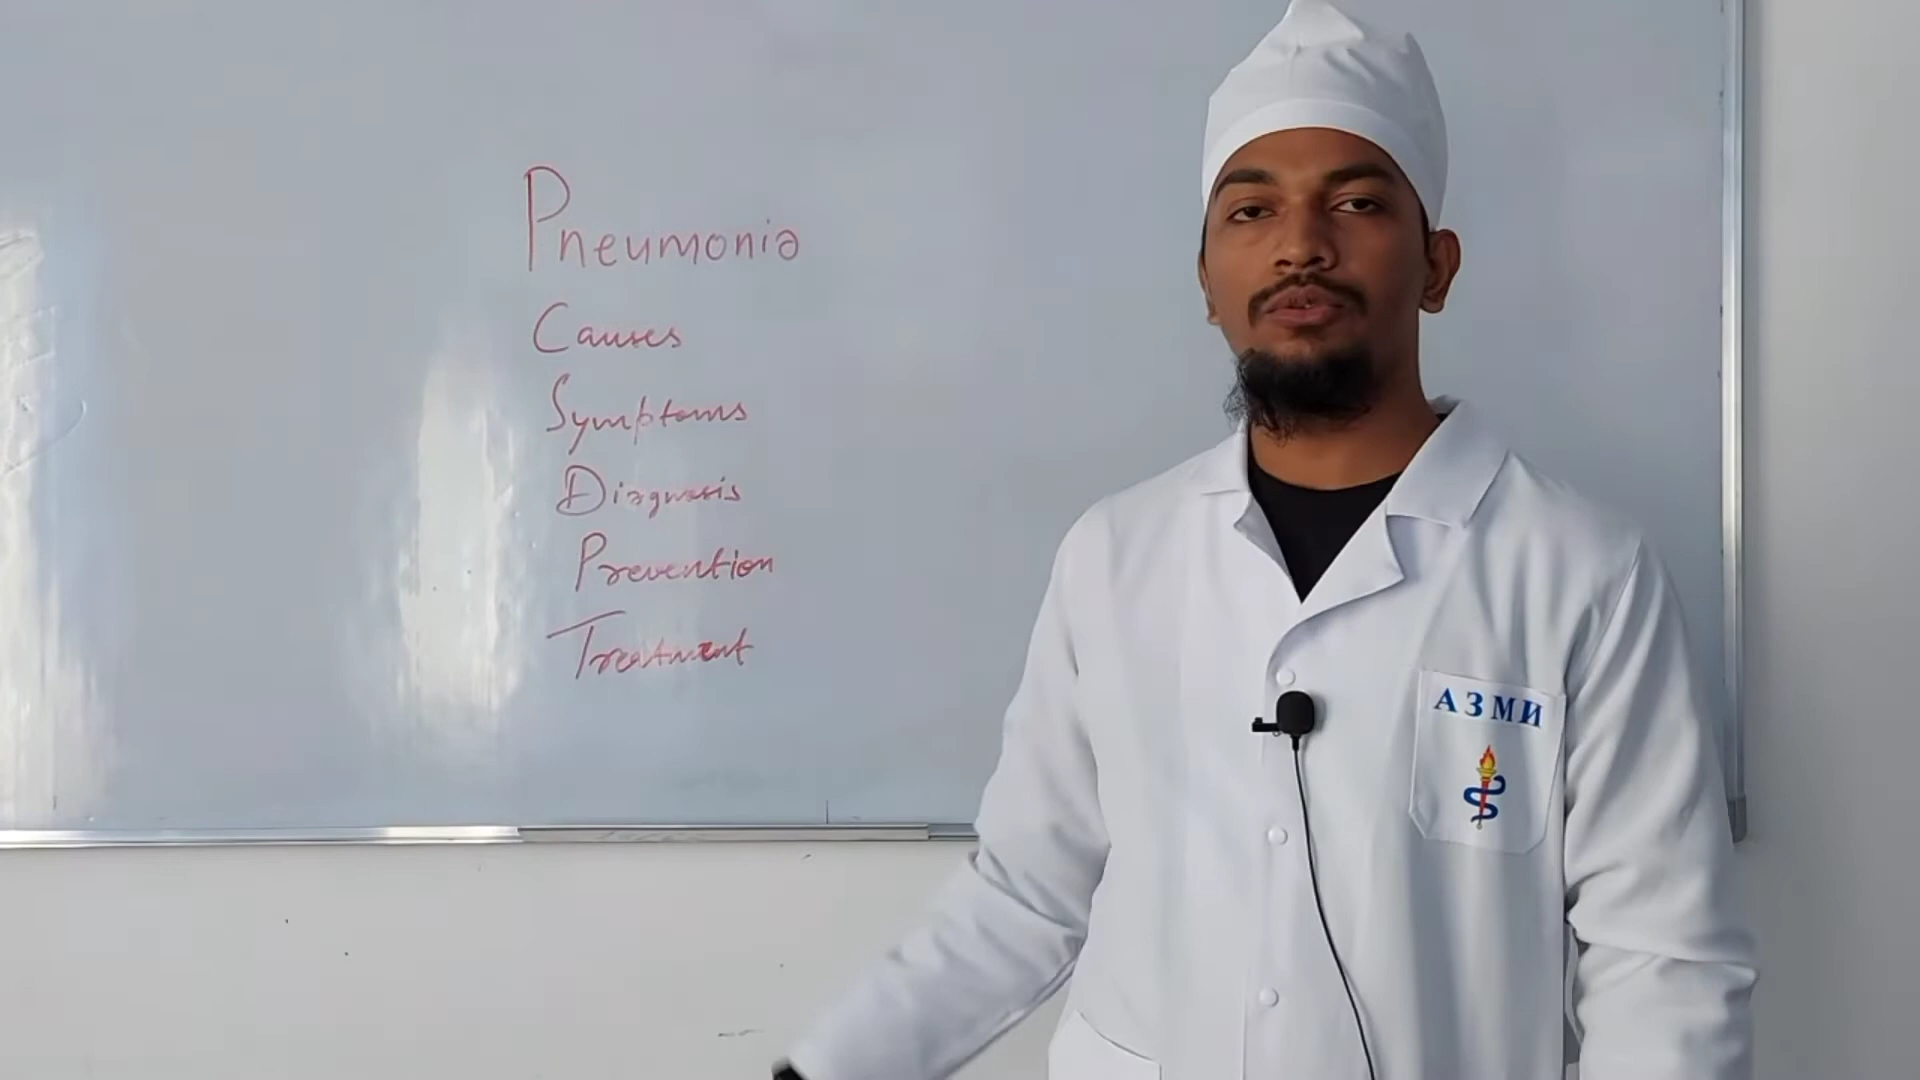 Pneumonia
Causes
Symptoms
Diagnosis
Prevention
Treatment
АЗМИ